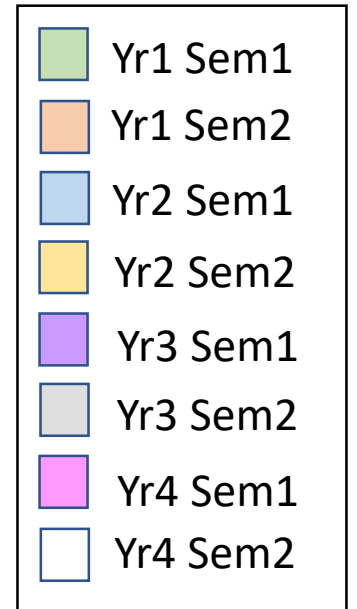 Yr1 Sem1
Yr1 Sem2
Yr2 Sem1
Yr2 Sem2
Yr3 Sem1
Yr3 Sem2
Yr4 Sem1
Yr4 Sem2